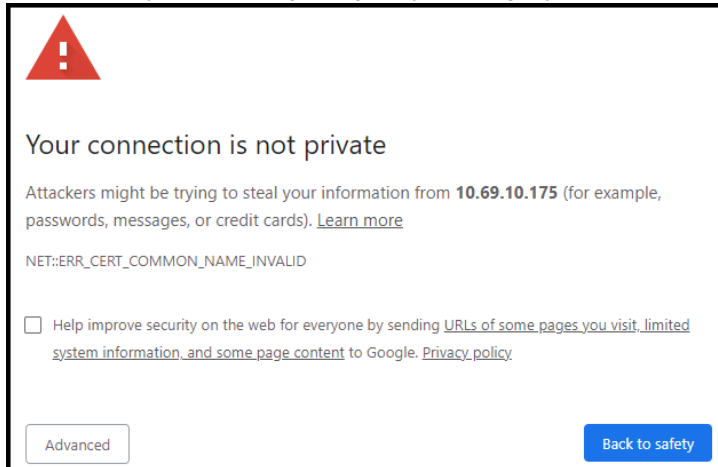 Your connection is not private
Attackers might be trying to steal your information from 10.69.10.175 (for example,
passwords, messages, or credit cards). Learn more
NET::ERR_CERT_COMMON_NAME_INVALID
Help improve security on the web for everyone by sending URLs of some pages you visit, limited
system information, and some page content to Google. Privacy policy
Advanced
Back to safety